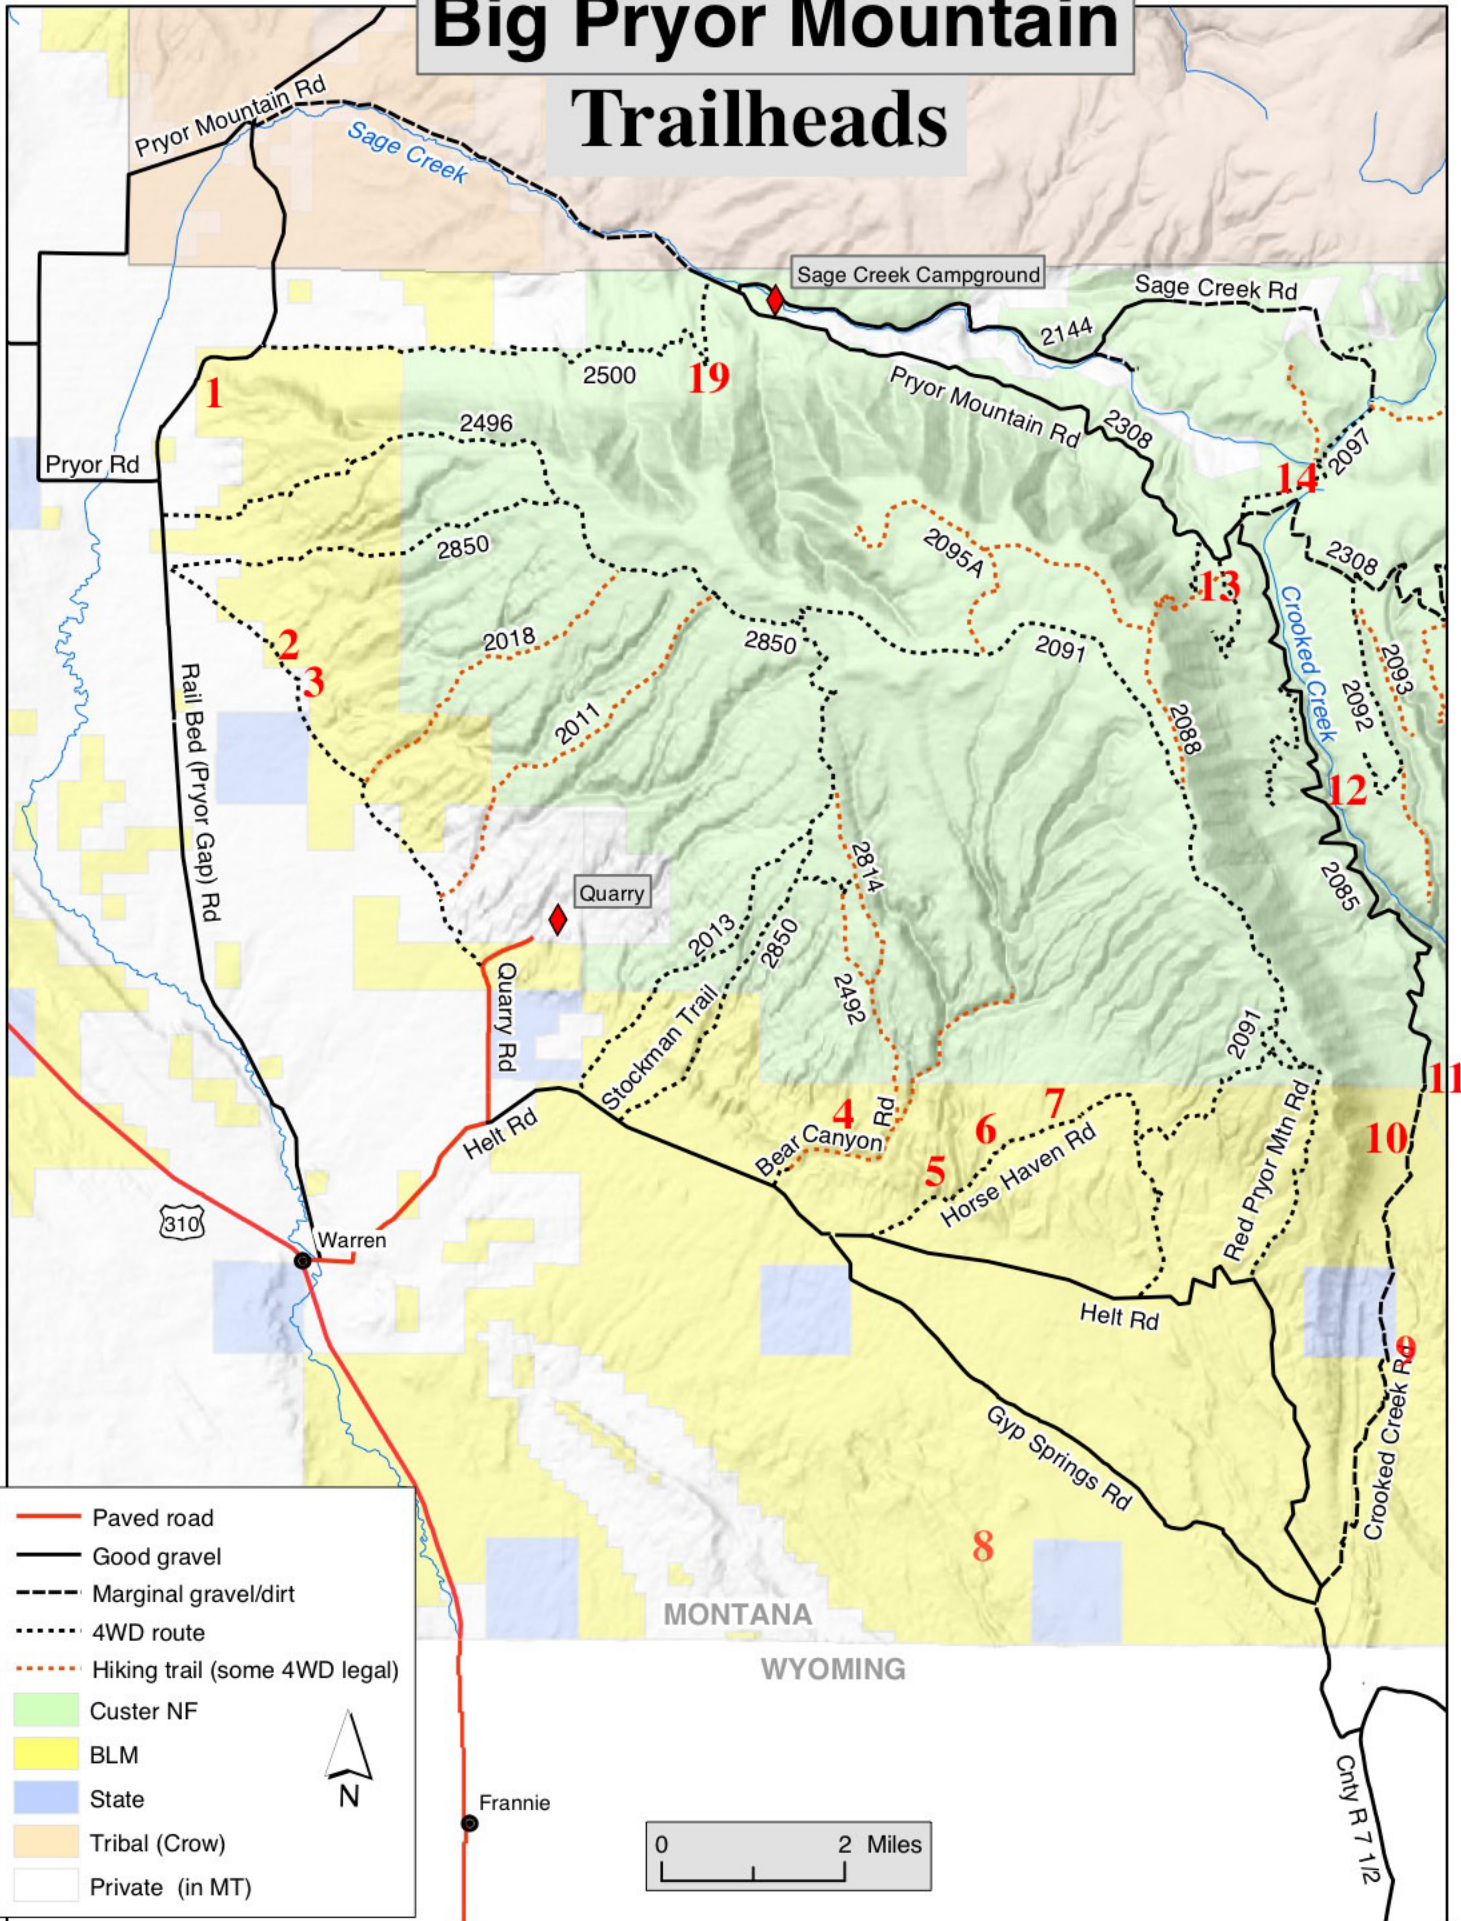 Big Pryor Mountain
Trailheads
Pryor Mountain Rd
Sage Creek
Sage Creek Campground
Sage Creek Rd
2144
1
2500
19
Pryor Mountain Rd
2308
2496
Pryor Rd
2097
14
2850
2095A
2308
13
Crooked Creek
2
2018
2850
2091
3
2093
2092
Rail Bed (Pryor Gap) Rd
2011
2088
12
2814
Quarry
2085
2013
2850
2492
Quarry Rd
Stockman Trail
2091
11
4
7
Helt Rd
Bear Canyon Rd
6
10
5
Horse Haven Rd
Red Pryor Mtn Rd
310
Warren
Helt Rd
9
Crooked Creek Rd
Gyp Springs Rd
8
MONTANA
WYOMING
Paved road
Good gravel
Marginal gravel/dirt
4WD route
Hiking trail (some 4WD legal)
Custer NF
BLM
State
Tribal (Crow)
Private (in MT)
N
Frannie
0 2 Miles
Cnty R 7 1/2